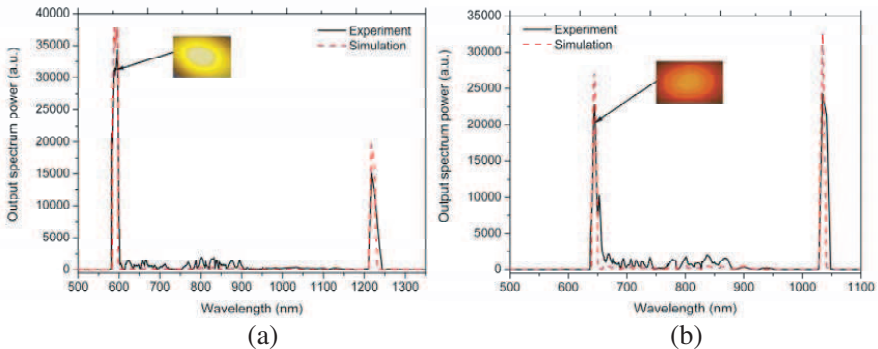 Experiment
Simulation
Output spectrum power (a.u.)
40000
35000
30000
25000
20000
15000
10000
5000
0
500 600 700 800 900 1000 1100 1200 1300
Wavelength (nm)
(a)
Experiment
Simulation
Output spectrum power (a.u.)
35000
30000
25000
20000
15000
10000
5000
0
500 600 700 800 900 1000 1100
Wavelength (nm)
(b)